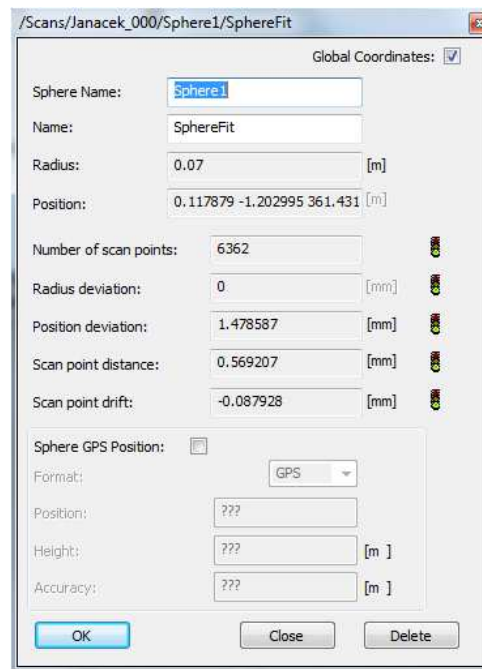 /Scans/Janacek_000/Sphere1/SphereFit
Global Coordinates:
Sphere Name: Sphere1
Name: SphereFit
Radius: 0.07 [m]
Position: 0.117879 -1.202995 361.431 [m]
Number of scan points: 6362
Radius deviation: 0 [mm]
Position deviation: 1.478587 [mm]
Scan point distance: 0.569207 [mm]
Scan point drift: -0.087928 [mm]
Sphere GPS Position:
Format: GPS
Position: ???
Height: ??? [m ]
Accuracy: ??? [m ]
OK Close Delete